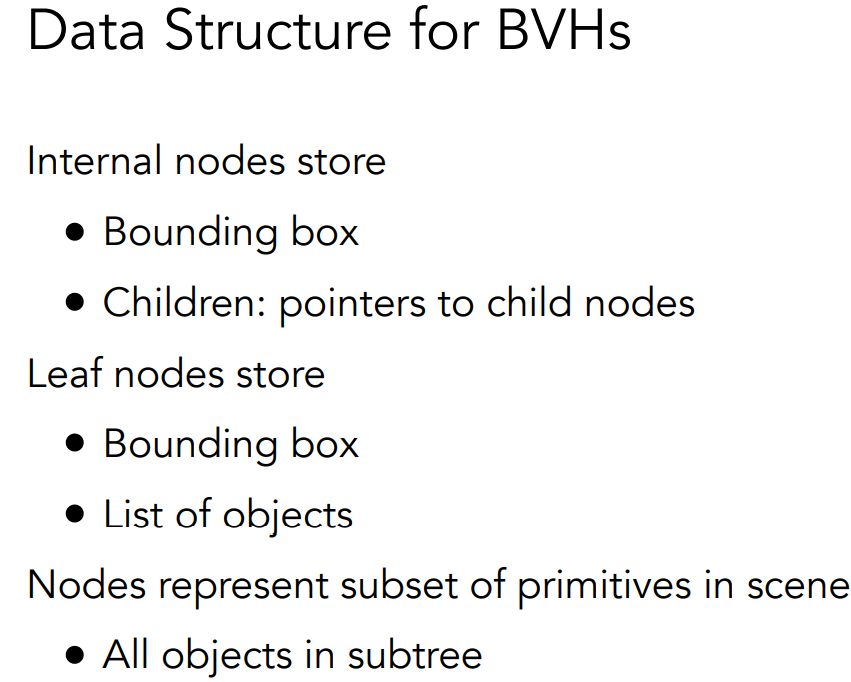 Data Structure for BVHs
Internal nodes store
• Bounding box
• Children: pointers to child nodes
Leaf nodes store
• Bounding box
• List of objects
Nodes represent subset of primitives in scene
• All objects in subtree